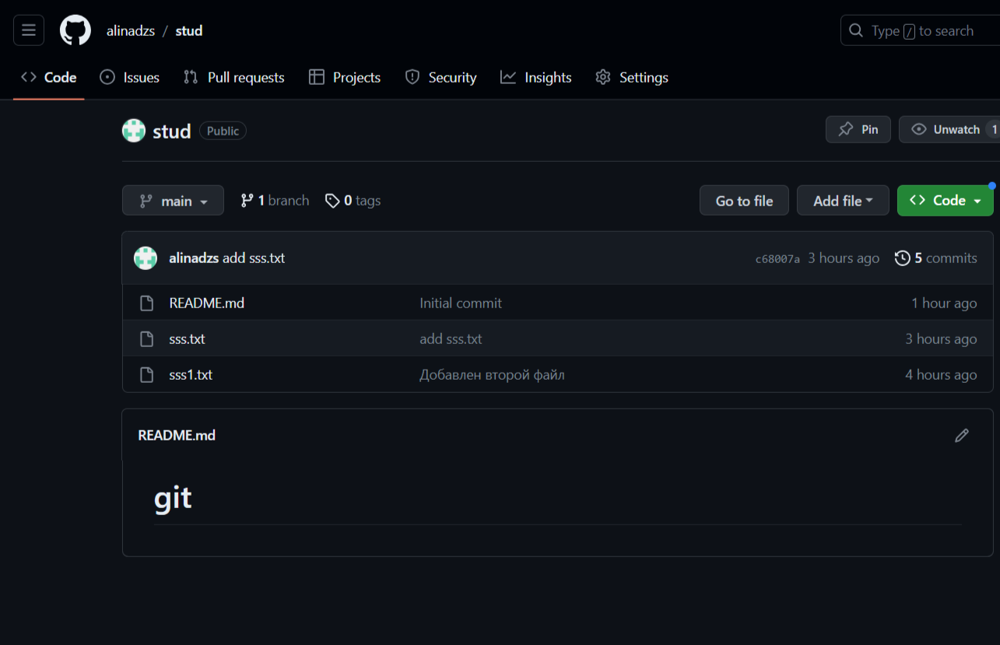 alinadzs / stud
Type / to search
Code Issues Pull requests Projects Security Insights Settings
stud Public
Pin Unwatch 1
main 1 branch 0 tags
Go to file Add file Code
alinadzs add sss.txt c68007a 3 hours ago 5 commits
README.md Initial commit 1 hour ago
sss.txt add sss.txt 3 hours ago
sss1.txt Добавлен второй файл 4 hours ago
README.md
git